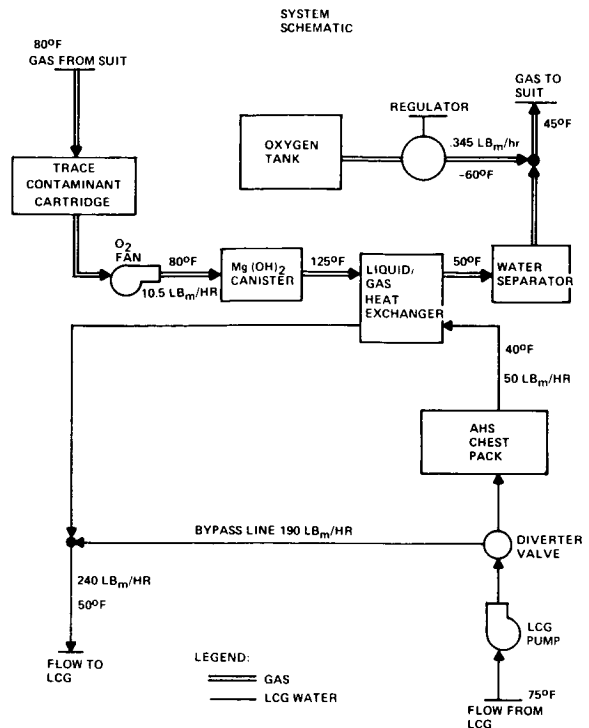 SYSTEM
SCHEMATIC
80°F
GAS FROM SUIT
GAS TO
SUIT
45°F
REGULATOR
OXYGEN
TANK
.345 LBm/hr
-60°F
TRACE
CONTAMINANT
CARTRIDGE
O2
FAN
80°F
10.5 LBm/HR
Mg(OH)2
CANISTER
125°F
LIQUID/
GAS
HEAT
EXCHANGER
50°F
WATER
SEPARATOR
40°F
50 LBm/HR
AHS
CHEST
PACK
BYPASS LINE 190 LBm/HR
DIVERTER
VALVE
240 LBm/HR
50°F
LCG
PUMP
FLOW TO
LCG
LEGEND:
GAS
LCG WATER
75°F
FLOW FROM
LCG